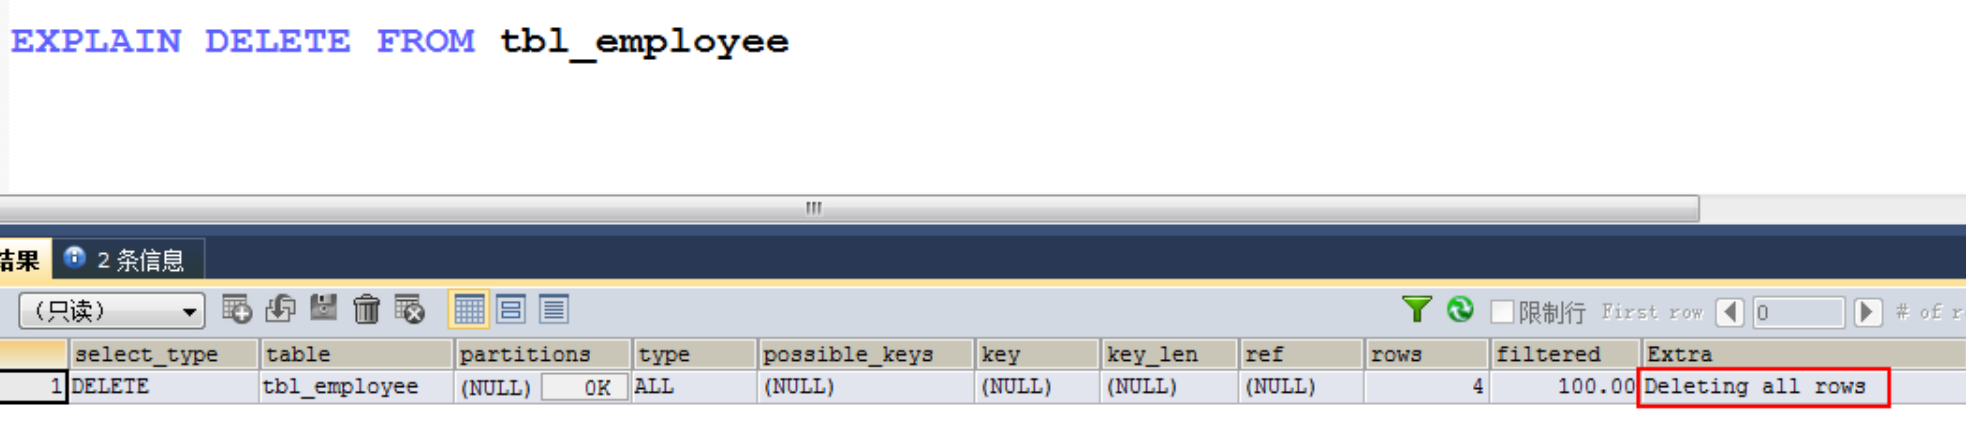 EXPLAIN DELETE FROM tbl_employee
结果 2 条信息
（只读） 限制行 First row 0 # of r
select_type table partitions type possible_keys key key_len ref rows filtered Extra
1 DELETE tbl_employee (NULL) 0K ALL (NULL) (NULL) (NULL) (NULL) 4 100.00 Deleting all rows